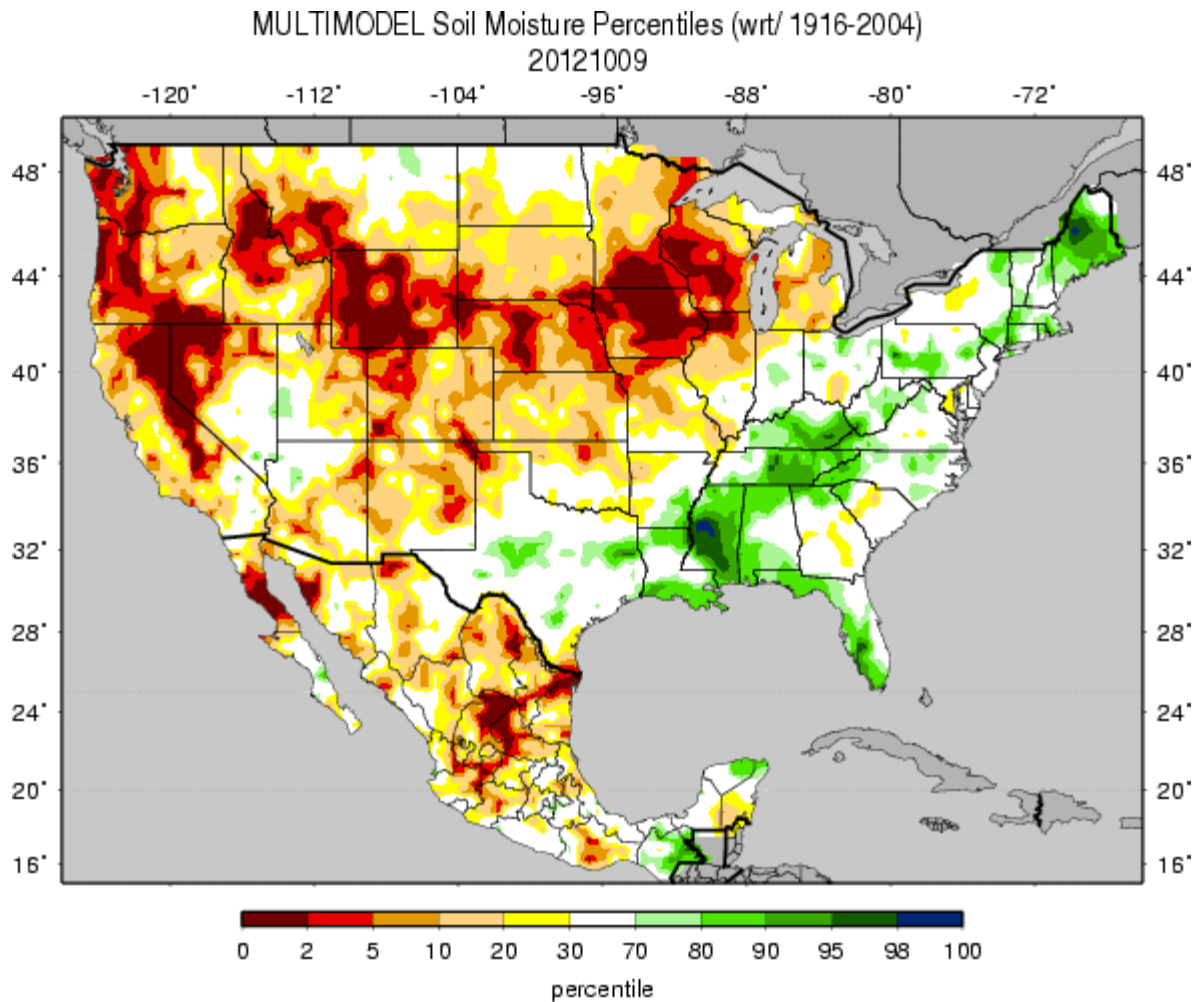 MULTIMODEL Soil Moisture Percentiles (wrt/ 1916-2004)
20121009
-120° -112° -104° -96° -88° -80° -72°
48° 48°
44° 44°
40° 40°
36° 36°
32° 32°
28° 28°
24° 24°
20° 20°
16° 16°
0 2 5 10 20 30 70 80 90 95 98 100
percentile